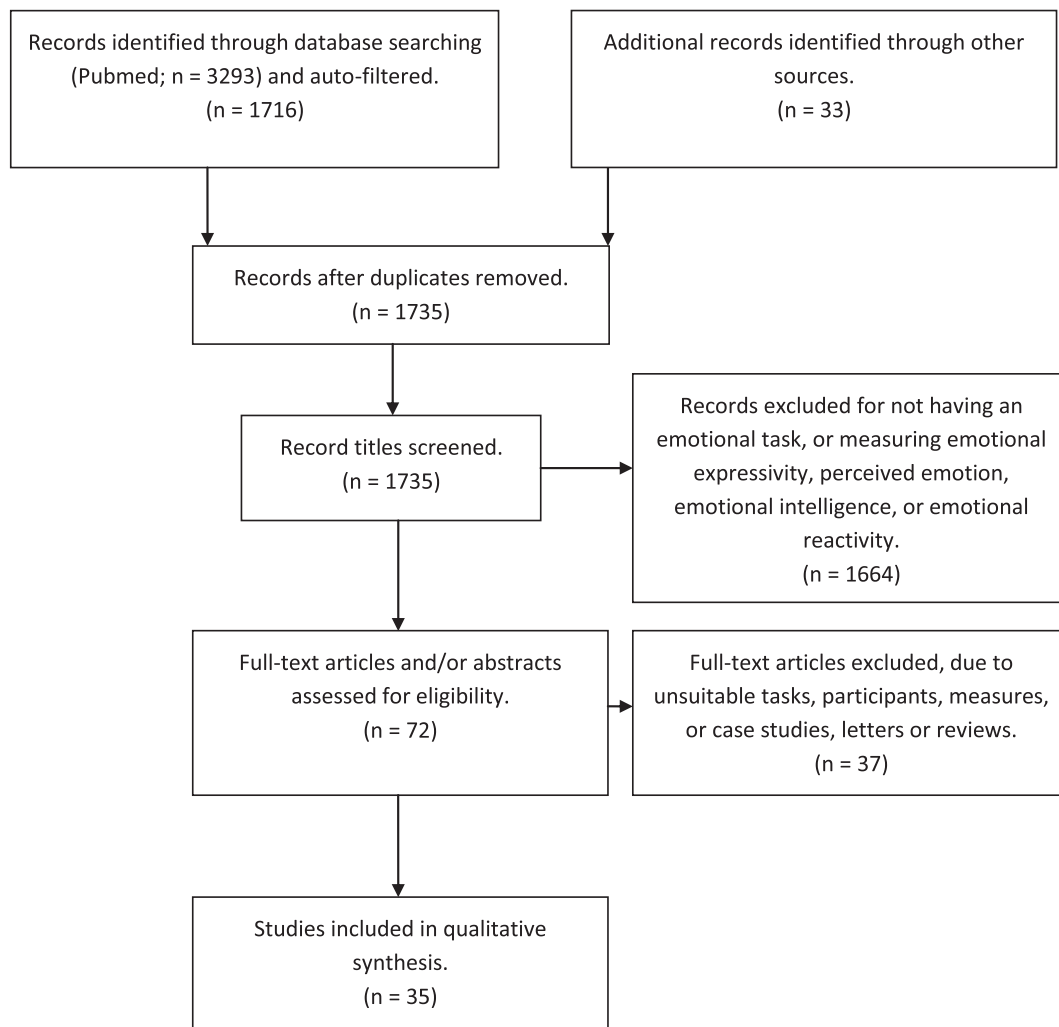 Records identified through database searching
(Pubmed; n = 3293) and auto-filtered.
(n = 1716)
Additional records identified through other
sources.
(n = 33)
Records after duplicates removed.
(n = 1735)
Record titles screened.
(n = 1735)
Records excluded for not having an
emotional task, or measuring emotional
expressivity, perceived emotion,
emotional intelligence, or emotional
reactivity.
(n = 1664)
Full-text articles and/or abstracts
assessed for eligibility.
(n = 72)
Full-text articles excluded, due to
unsuitable tasks, participants, measures,
or case studies, letters or reviews.
(n = 37)
Studies included in qualitative
synthesis.
(n = 35)